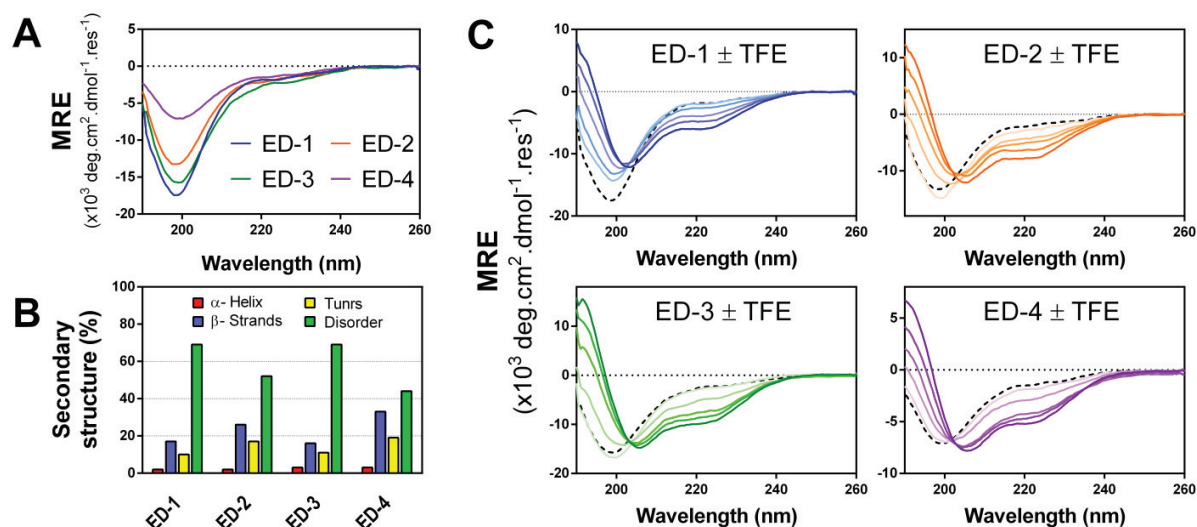 A
MRE
(x10³ deg.cm².dmol⁻¹.res⁻¹)
5
0
-5
-10
-15
-20
ED-1
ED-2
ED-3
ED-4
200
220
240
260
Wavelength (nm)
B
Secondary
structure (%)
100
80
60
40
20
0
α- Helix
Tunrs
β- Strands
Disorder
ED-1
ED-2
ED-3
ED-4
C
MRE
(x10³ deg.cm².dmol⁻¹.res⁻¹)
ED-1 ± TFE
10
0
-10
-20
200
220
240
260
Wavelength (nm)
ED-2 ± TFE
10
0
-10
-20
200
220
240
260
Wavelength (nm)
ED-3 ± TFE
10
0
-10
-20
200
220
240
260
Wavelength (nm)
ED-4 ± TFE
5
0
-5
-10
200
220
240
260
Wavelength (nm)